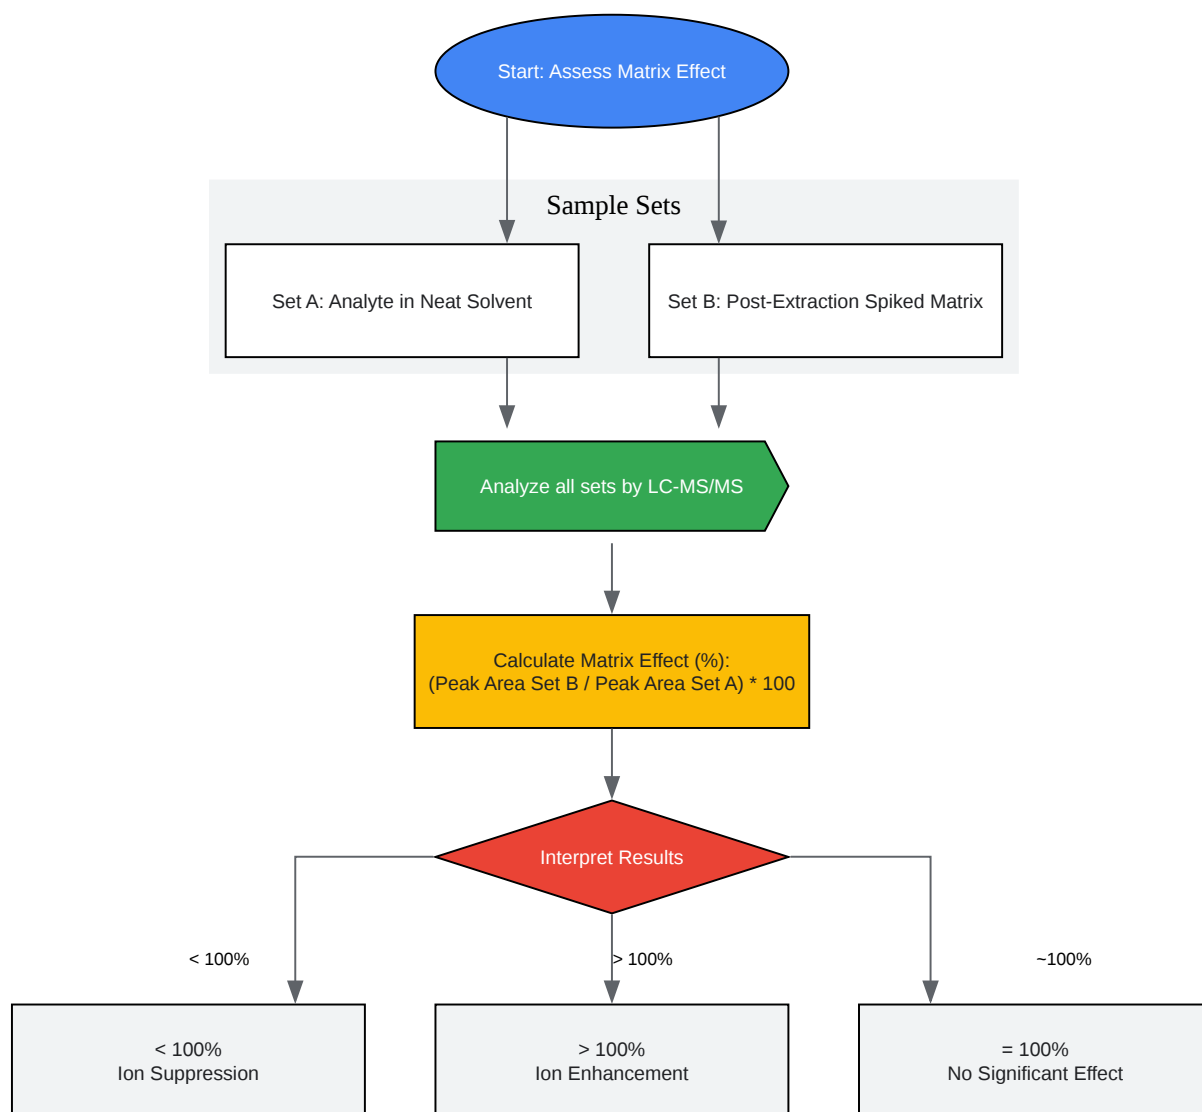 Start: Assess Matrix Effect
Sample Sets
Set A: Analyte in Neat Solvent
Set B: Post-Extraction Spiked Matrix
Analyze all sets by LC-MS/MS
Calculate Matrix Effect (%):
(Peak Area Set B / Peak Area Set A) * 100
Interpret Results
< 100%
> 100%
~100%
< 100%
Ion Suppression
> 100%
Ion Enhancement
= 100%
No Significant Effect